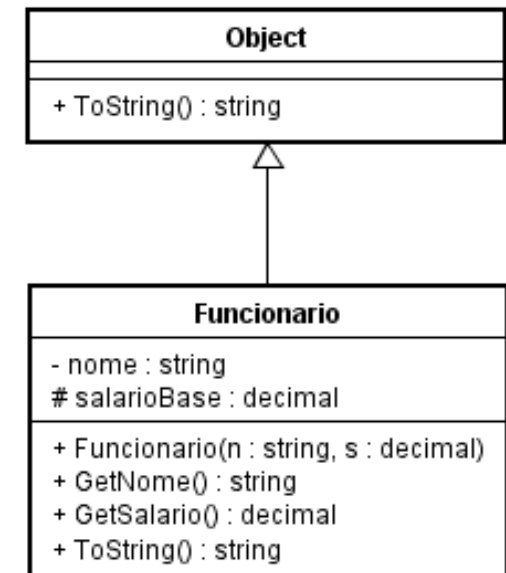 Object
+ ToString() : string
Funcionario
- nome : string
# salarioBase : decimal
+ Funcionario(n : string, s : decimal)
+ GetNome() : string
+ GetSalario() : decimal
+ ToString() : string